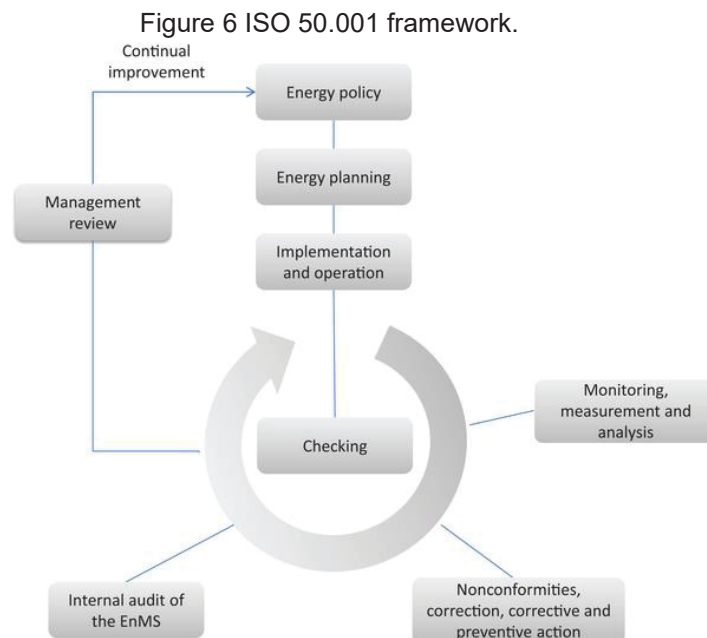 Figure 6 ISO 50.001 framework.
Continual
improvement
Energy policy
Energy planning
Management
review
Implementation
and operation
Monitoring,
measurement and
analysis
Checking
Internal audit of
the EnMS
Nonconformities,
correction, corrective and
preventive action